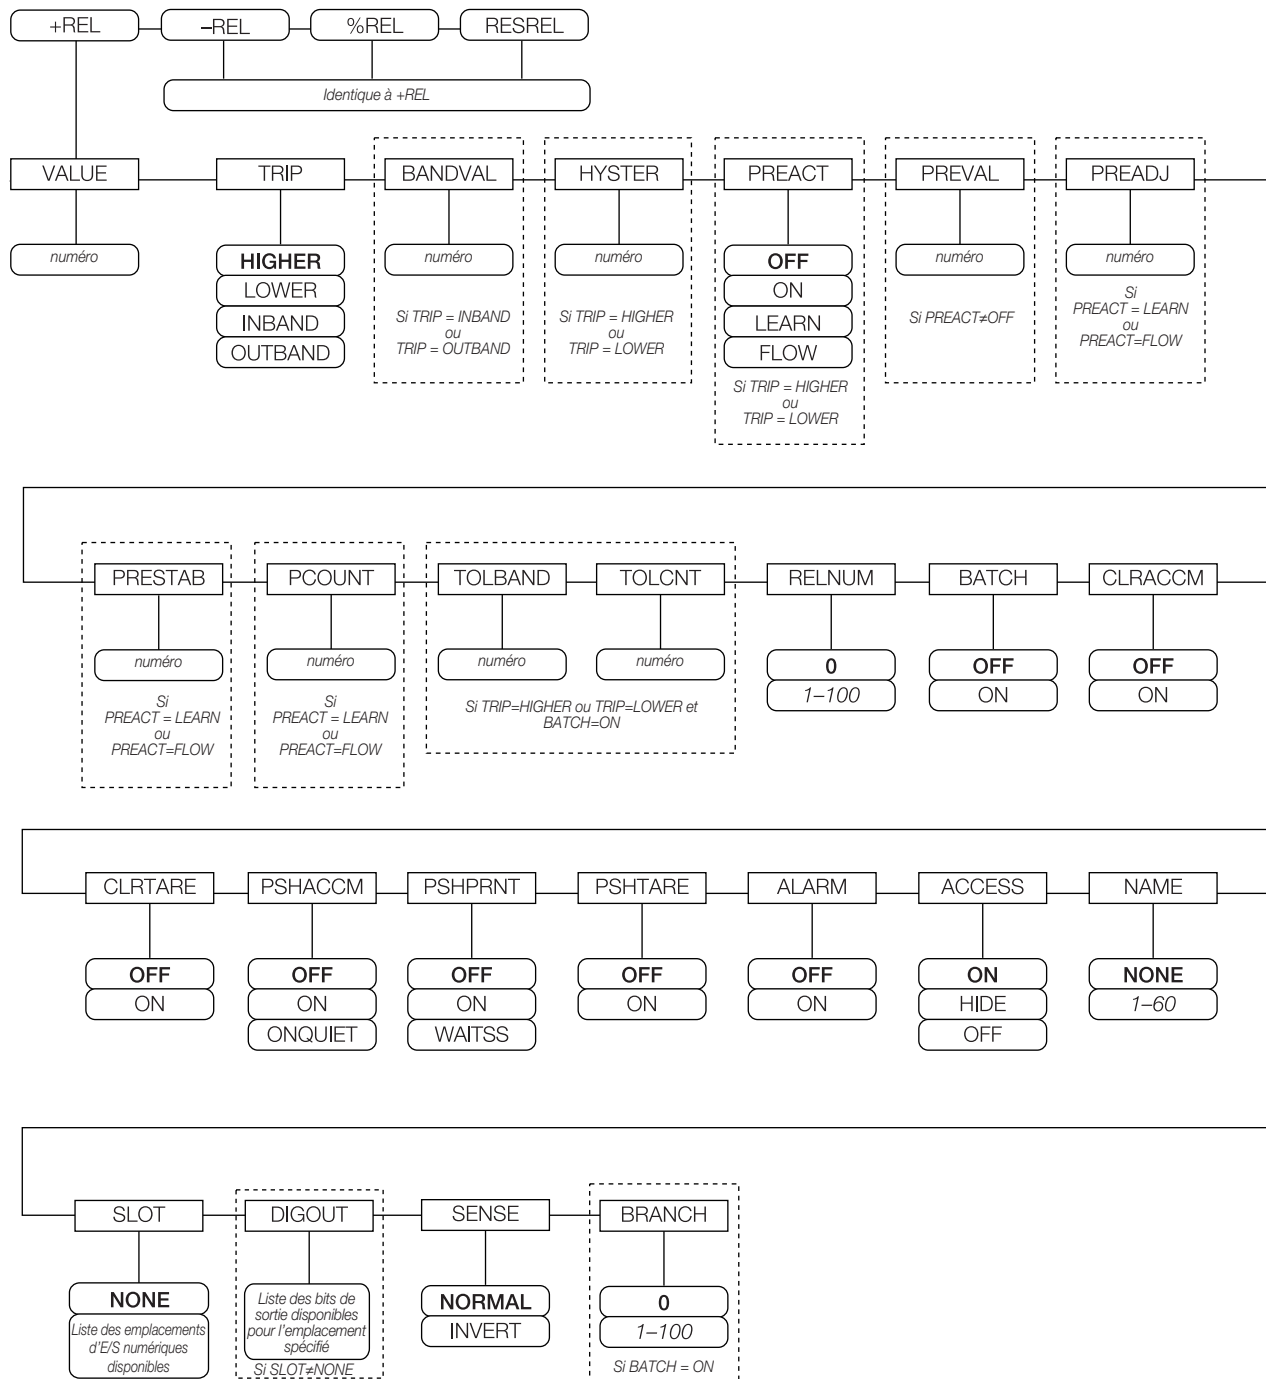 +REL
–REL
%REL
RESREL
Identique à +REL
VALUE
TRIP
BANDVAL
HYSTER
PREACT
PREVAL
PREADJ
numéro
HIGHER
LOWER
INBAND
OUTBAND
numéro
Si TRIP = INBAND
ou
TRIP = OUTBAND
numéro
Si TRIP = HIGHER
ou
TRIP = LOWER
OFF
ON
LEARN
FLOW
Si TRIP = HIGHER
ou
TRIP = LOWER
numéro
Si PREACT≠OFF
numéro
Si
PREACT = LEARN
ou
PREACT=FLOW
PRESTAB
PCOUNT
TOLBAND
TOLCNT
RELNUM
BATCH
CLRACCM
numéro
Si
PREACT = LEARN
ou
PREACT=FLOW
numéro
Si
PREACT = LEARN
ou
PREACT=FLOW
numéro
numéro
Si TRIP=HIGHER ou TRIP=LOWER et
BATCH=ON
0
1–100
OFF
ON
OFF
ON
CLRTARE
PSHACCM
PSHPRNT
PSHTARE
ALARM
ACCESS
NAME
OFF
ON
OFF
ON
ONQUIET
OFF
ON
WAITSS
OFF
ON
OFF
ON
ON
HIDE
OFF
NONE
1–60
SLOT
DIGOUT
SENSE
BRANCH
NONE
Liste des emplacements
d'E/S numériques
disponibles
Liste des bits de
sortie disponibles
pour l'emplacement
spécifié
Si SLOT≠NONE
NORMAL
INVERT
0
1–100
Si BATCH = ON